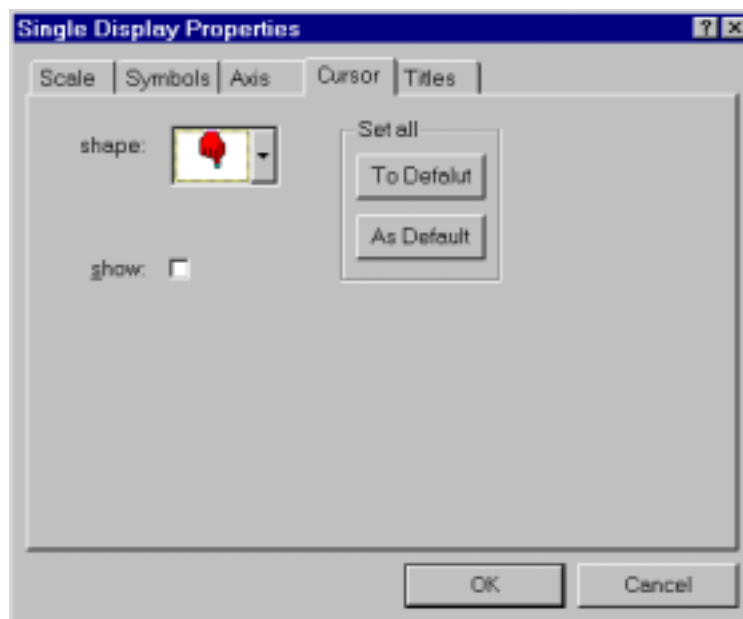 Single Display Properties
Scale Symbols Axis Cursor Titles
shape:
Set all
To Defalut
As Default
show:
OK Cancel